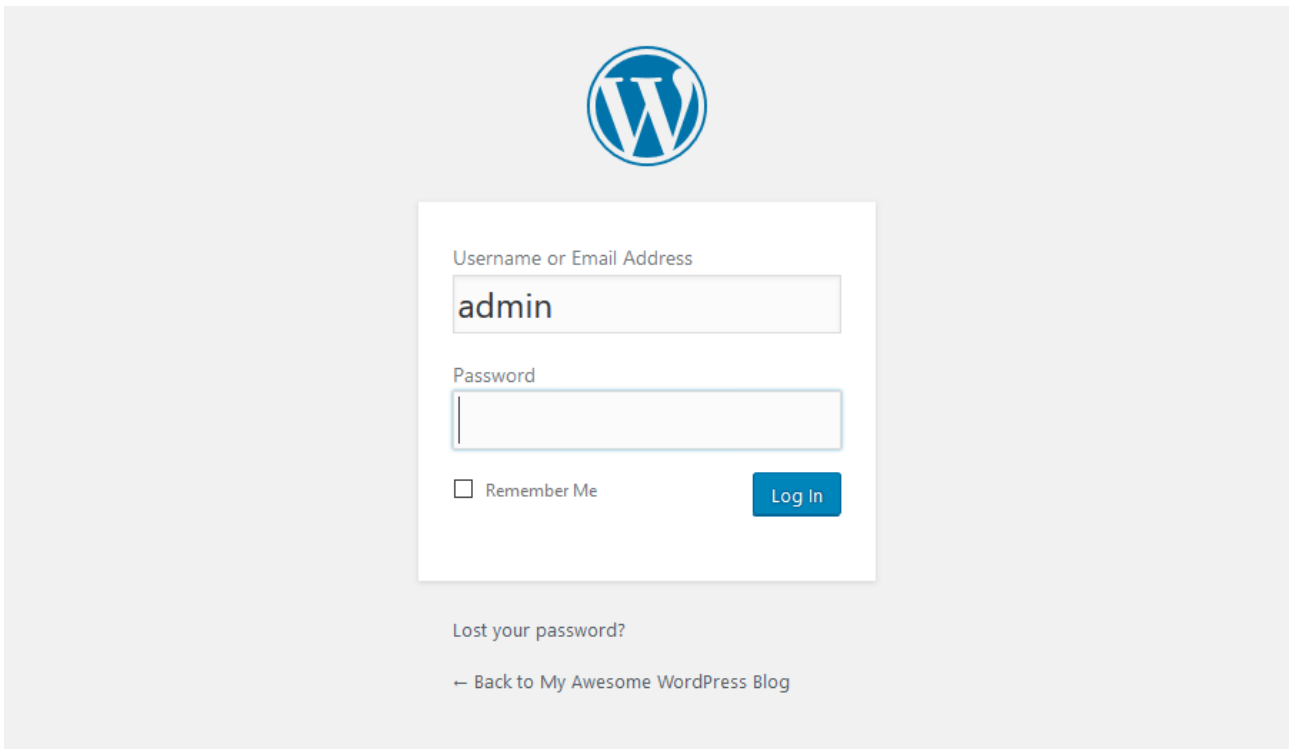 Username or Email Address
admin
Password
Remember Me
Log In
Lost your password?
← Back to My Awesome WordPress Blog